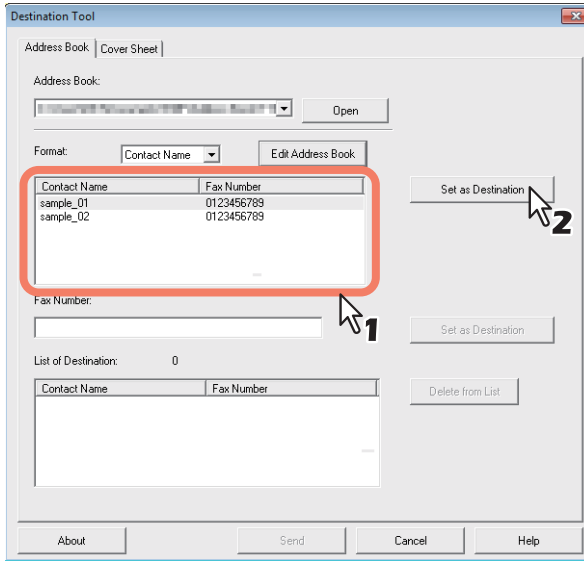 Destination Tool
Address Book Cover Sheet
Address Book:
Open
Format: Contact Name Edit Address Book
Contact Name Fax Number
sample_01 0123456789
sample_02 0123456789
Set as Destination
2
1
Fax Number:
Set as Destination
List of Destination: 0
Contact Name Fax Number
Delete from List
About Send Cancel Help